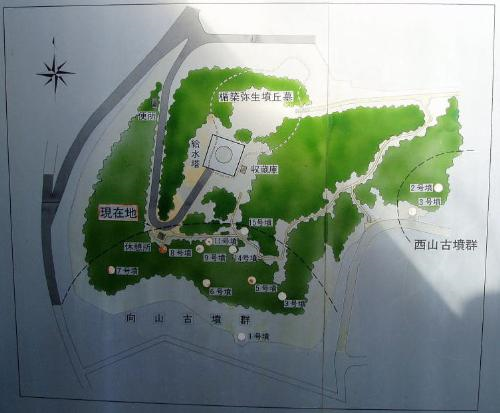 楯築弥生墳丘墓
便所
給水塔
収蔵庫
2号墳
3号墳
現在地
西山古墳群
15号墳
11号墳
休憩所
8号墳
9号墳
4号墳
7号墳
6号墳
5号墳
3号墳
向山古墳群
1号墳